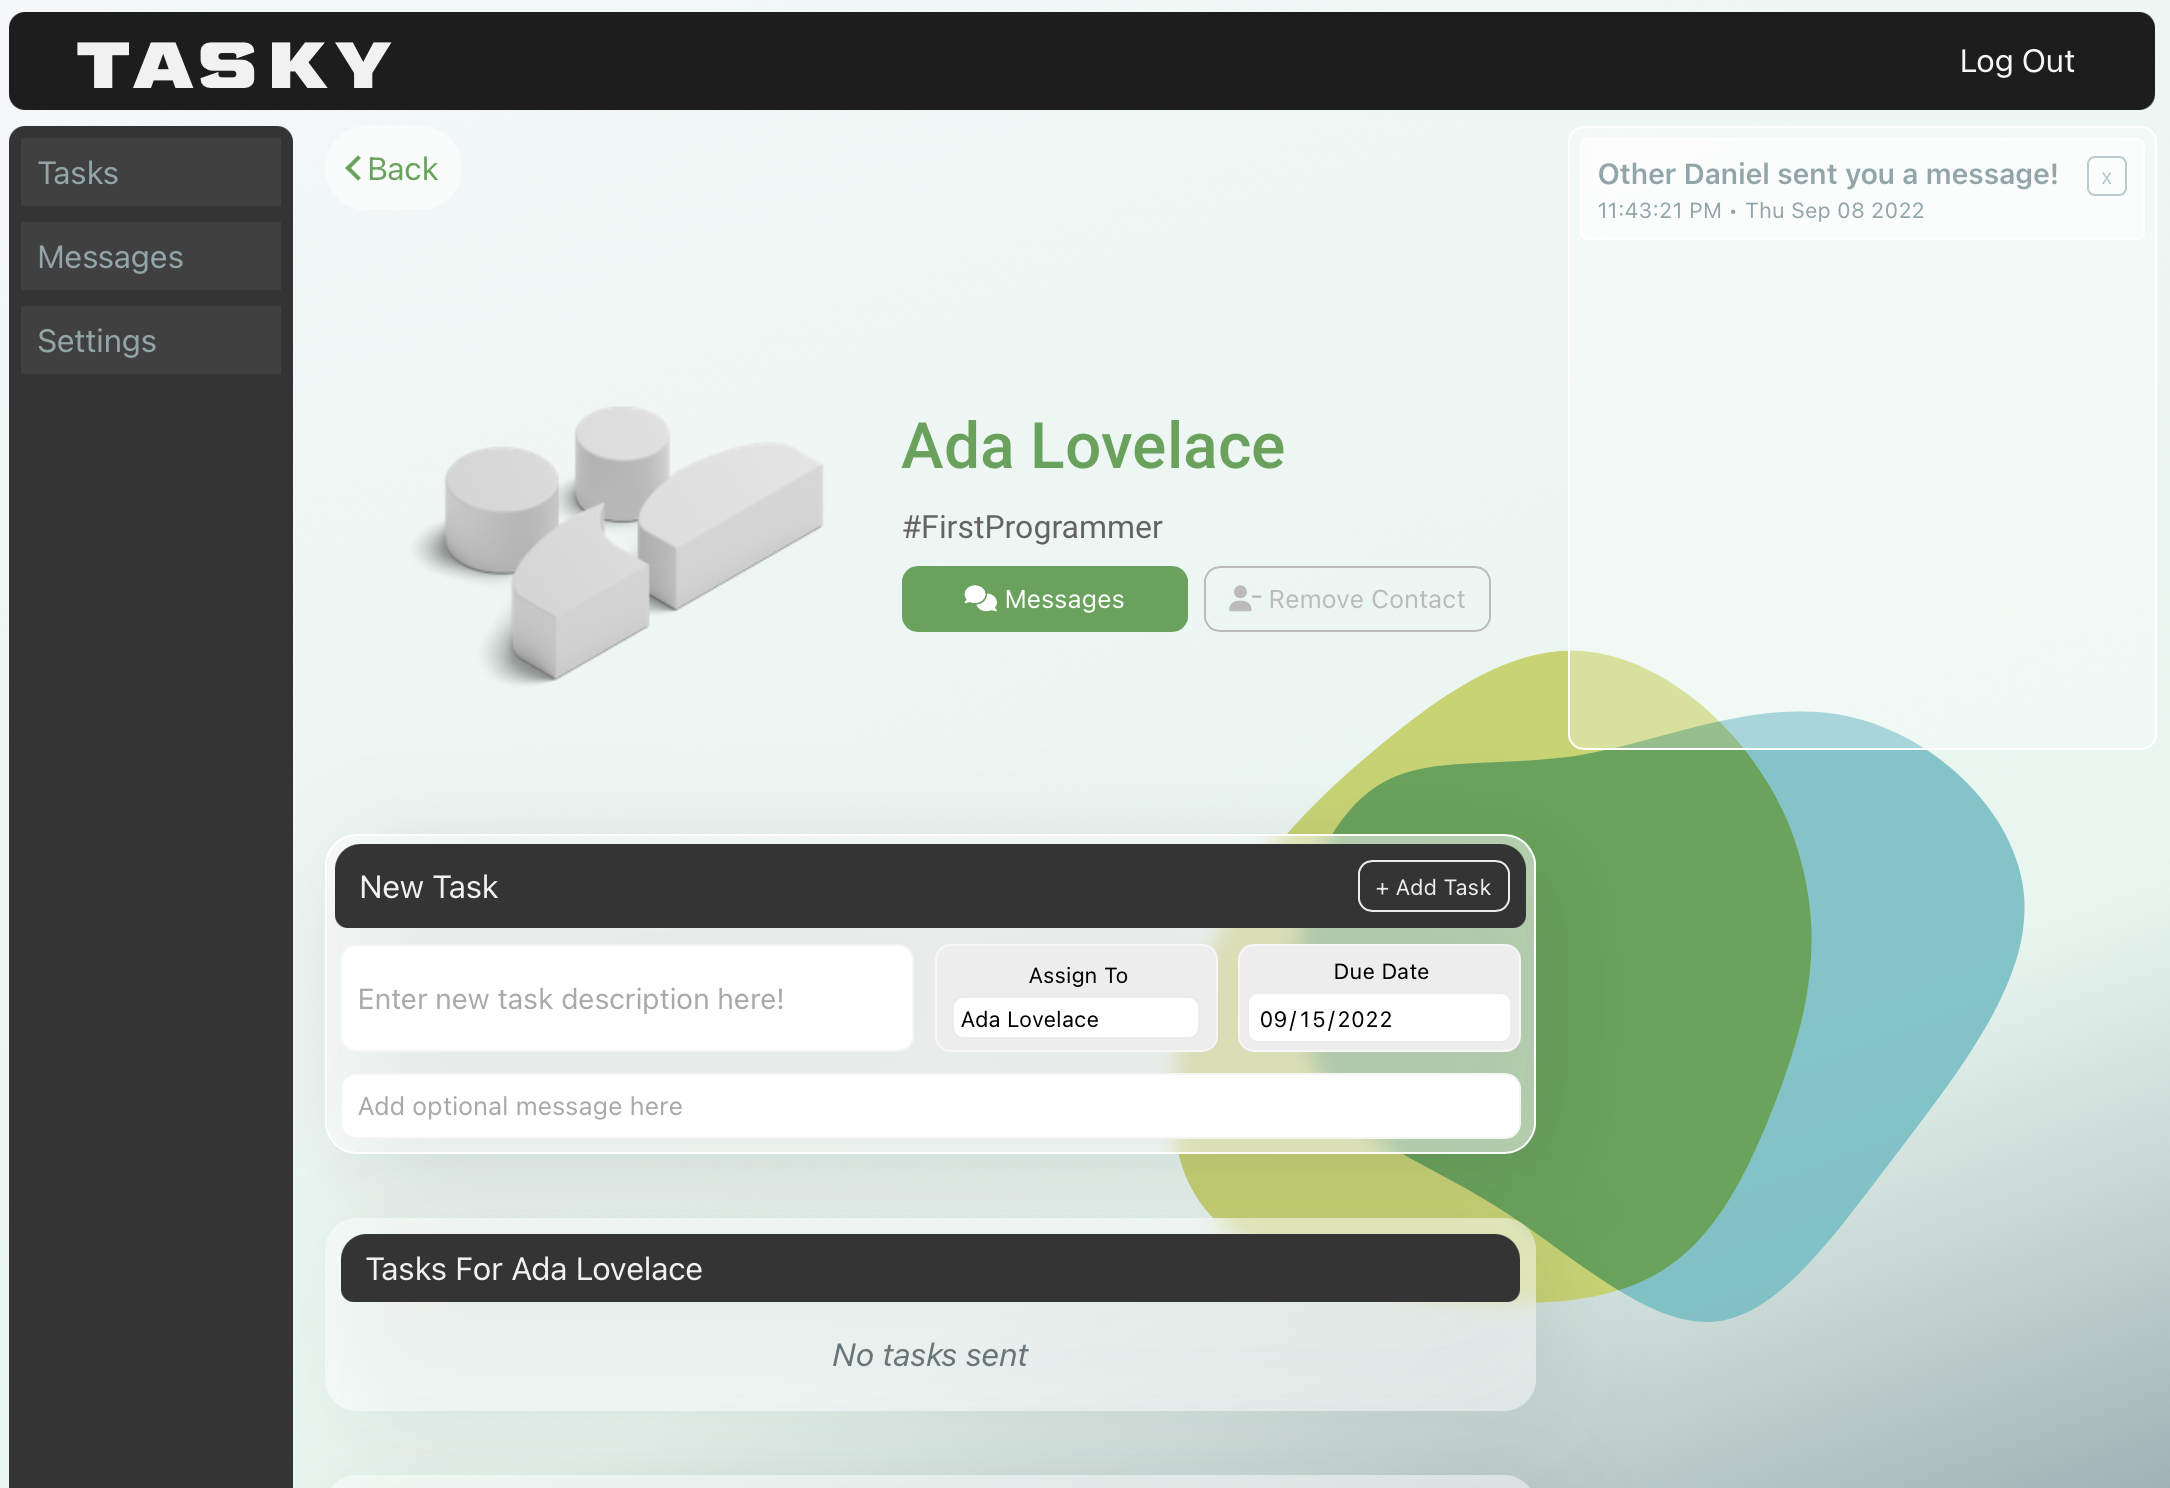 TASKY
Log Out
Tasks
Messages
Settings
Back
Other Daniel sent you a message!
x
11:43:21 PM • Thu Sep 08 2022
Ada Lovelace
#FirstProgrammer
Messages
Remove Contact
New Task
+ Add Task
Enter new task description here!
Assign To
Ada Lovelace
Due Date
09/15/2022
Add optional message here
Tasks For Ada Lovelace
No tasks sent